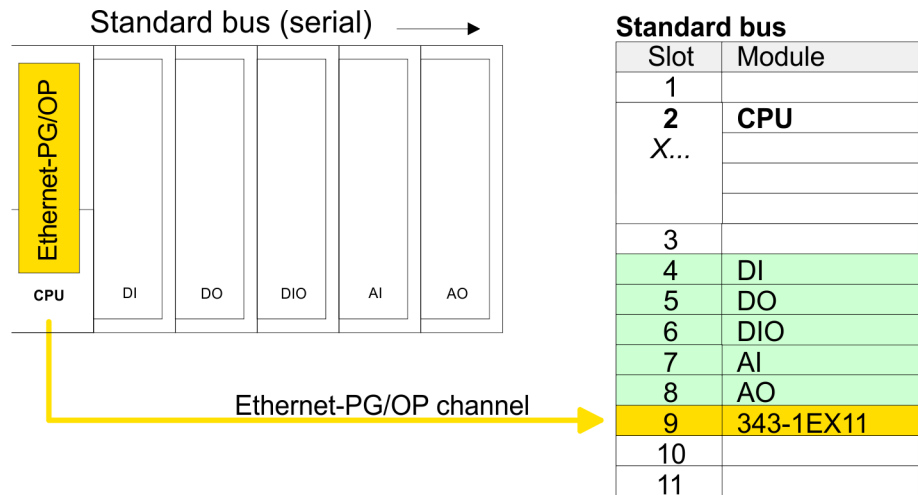 Standard bus (serial)
Ethernet-PG/OP
CPU
DI
DO
DIO
AI
AO
Ethernet-PG/OP channel
Standard bus
Slot Module
1
2 CPU
X...
3
4 DI
5 DO
6 DIO
7 AI
8 AO
9 343-1EX11
10
11